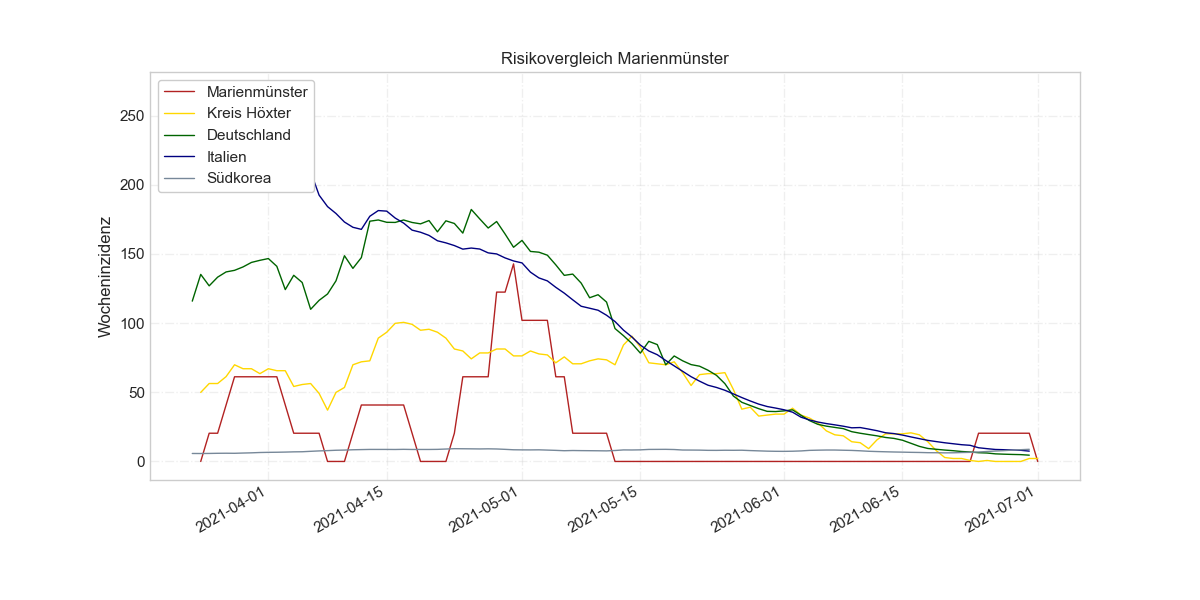 Risikovergleich Marienmünster
Marienmünster
Kreis Höxter
Deutschland
Italien
Südkorea
Wocheninzidenz
250
200
150
100
50
0
2021-04-01
2021-04-15
2021-05-01
2021-05-15
2021-06-01
2021-06-15
2021-07-01